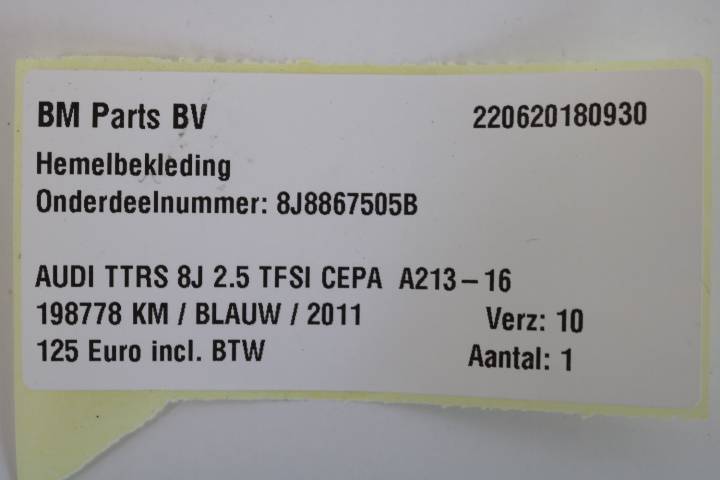 BM Parts BV 220620180930
Hemelbekleding
Onderdeelnummer: 8J8867505B
AUDI TTRS 8J 2.5 TFSI CEPA A213-16
198778 KM / BLAUW / 2011 Verz: 10
125 Euro incl. BTW Aantal: 1